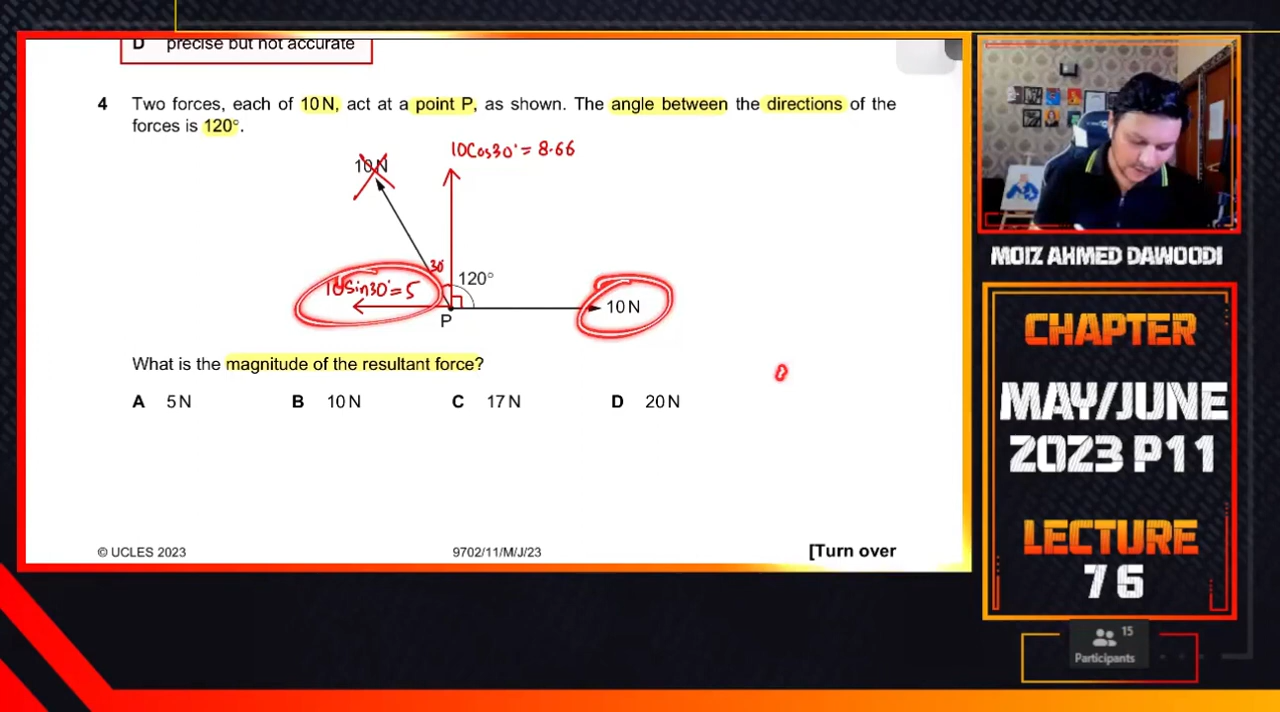 D precise but not accurate
4 Two forces, each of 10 N, act at a point P, as shown. The angle between the directions of the
forces is 120°.
10Cos30° = 8.66
10 N
30°
120°
10Sin30° = 5
10 N
P
What is the magnitude of the resultant force?
A 5 N B 10 N C 17 N D 20 N
© UCLES 2023 9702/11/M/J/23 [Turn over
MOIZ AHMED DAWOODI
CHAPTER
MAY/JUNE
2023 P11
LECTURE
76
15
Participants